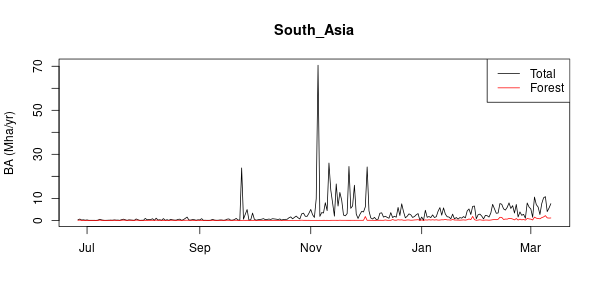 South_Asia
BA (Mha/yr)
70
50
30
10
0
Total
Forest
Jul Sep Nov Jan Mar